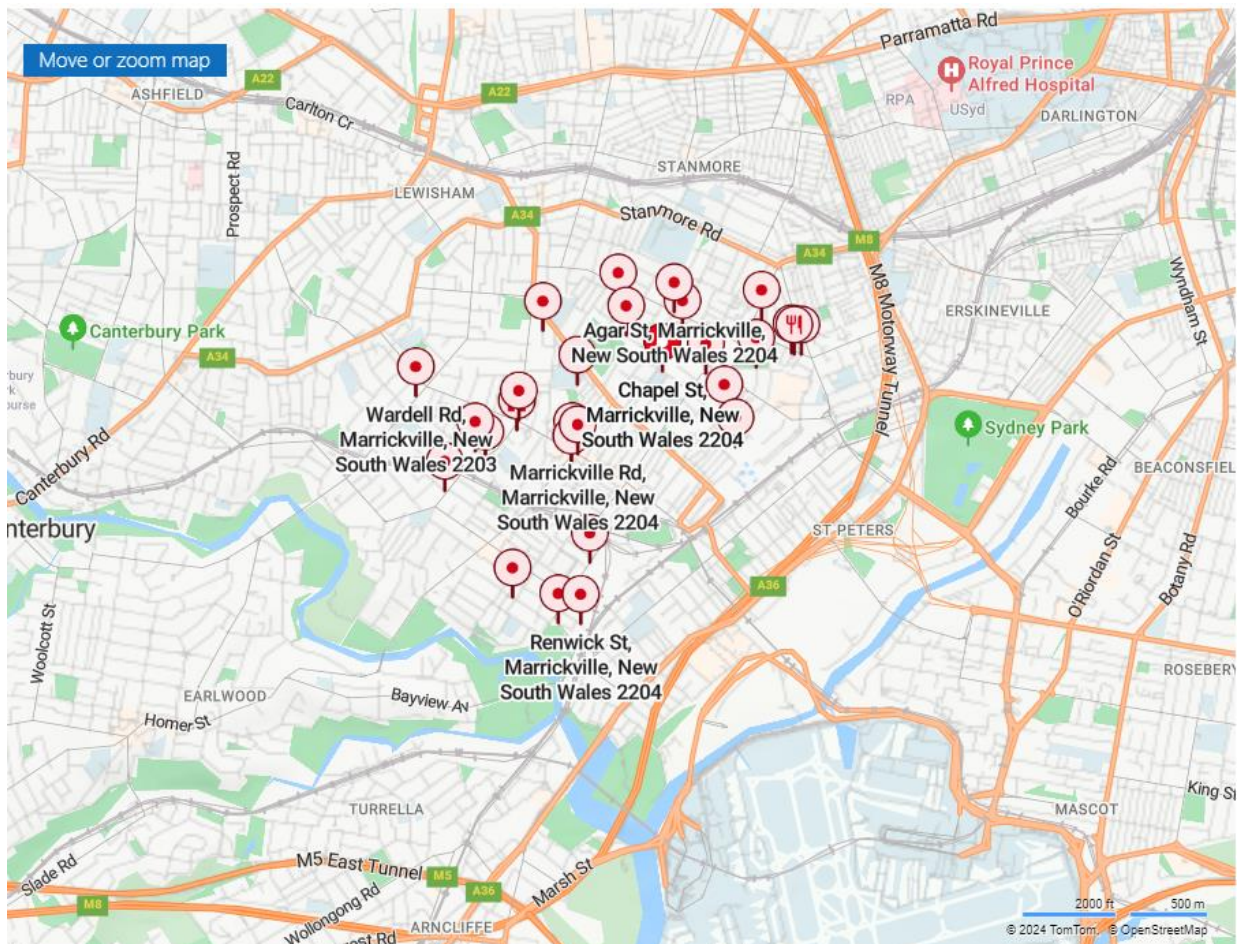 Parramatta Rd
Move or zoom map
A22
ASHFIELD
A22
Carlton Cr
Royal Prince
Alfred Hospital
RPA
USyd
DARLINGTON
STANMORE
LEWISHAM
Prospect Rd
A34
Stanmore Rd
M8
A34
M8 Motorway Tunnel
Wyndham St
ERSKINEVILLE
Canterbury Park
A34
Agar St, Marrickville,
New South Wales 2204
Chapel St,
Marrickville, New
South Wales 2204
Wardell Rd,
Marrickville, New
South Wales 2203
Canterbury Rd
Sydney Park
BEACONSFIEL
Bourke Rd
Marrickville Rd,
Marrickville, New
South Wales 2204
nterbury
ST PETERS
O'Riordan St
Botany Rd
A36
Woolcott St
Renwick St,
Marrickville, New
South Wales 2204
ROSEBERY
EARLWOOD
Bayview Av
Homer St
TURRELLA
King St
MASCOT
M5 East Tunnel
M5
Slade Rd
A36
Marsh St
M8
Wollongong Rd
ARNCLIFFE
rest Rd
2000 ft
500 m
© 2024 TomTom, © OpenStreetMap